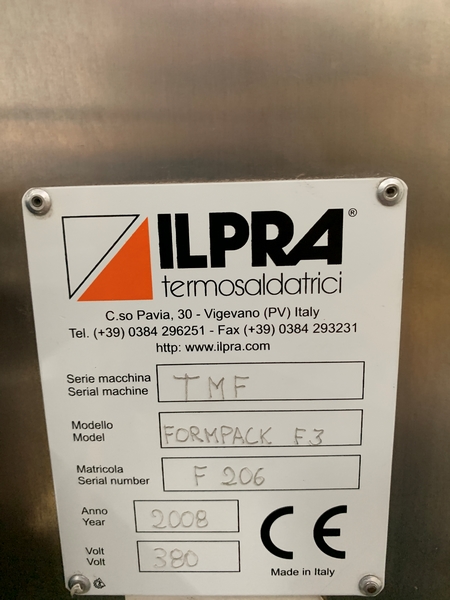 ILPRA®
termosaldatrici
C.so Pavia, 30 - Vigevano (PV) Italy
Tel. (+39) 0384 296251 - Fax (+39) 0384 293231
http: www.ilpra.com
Serie macchina
Serial machine
TMF
Modello
Model
FORMPACK F3
Matricola
Serial number
F 206
Anno
Year
2008
Volt
Volt
380
CE
Made in Italy